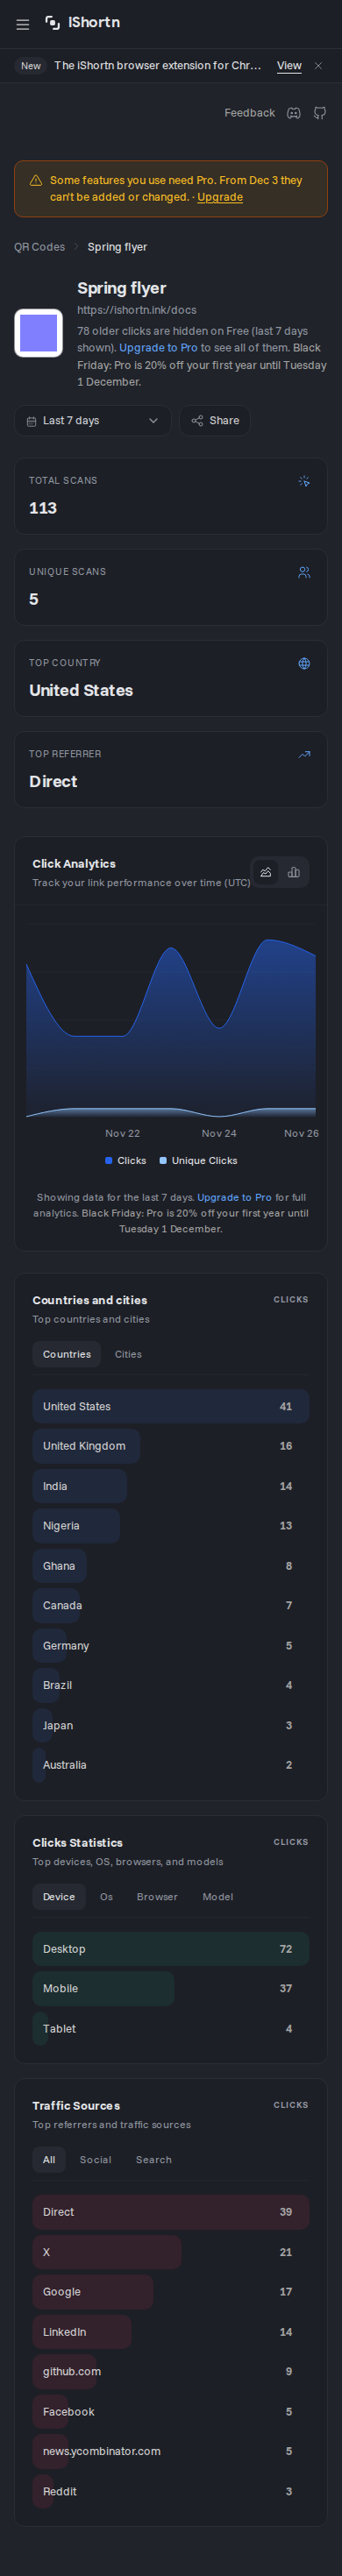 IShortn
New The iShortn browser extension for Chr... View
Feedback
Some features you use need Pro. From Dec 3 they
can't be added or changed. · Upgrade
QR Codes Spring flyer
Spring flyer
https://ishortn.ink/docs
78 older clicks are hidden on Free (last 7 days
shown). Upgrade to Pro to see all of them. Black
Friday: Pro is 20% off your first year until Tuesday
1 December.
Last 7 days Share
TOTAL SCANS
113
UNIQUE SCANS
5
TOP COUNTRY
United States
TOP REFERRER
Direct
Click Analytics
Track your link performance over time (UTC)
Nov 22 Nov 24 Nov 26
Clicks Unique Clicks
Showing data for the last 7 days. Upgrade to Pro for full
analytics. Black Friday: Pro is 20% off your first year until
Tuesday 1 December.
Countries and cities CLICKS
Top countries and cities
Countries Cities
United States 41
United Kingdom 16
India 14
Nigeria 13
Ghana 8
Canada 7
Germany 5
Brazil 4
Japan 3
Australia 2
Clicks Statistics CLICKS
Top devices, OS, browsers, and models
Device Os Browser Model
Desktop 72
Mobile 37
Tablet 4
Traffic Sources CLICKS
Top referrers and traffic sources
All Social Search
Direct 39
X 21
Google 17
LinkedIn 14
github.com 9
Facebook 5
news.ycombinator.com 5
Reddit 3